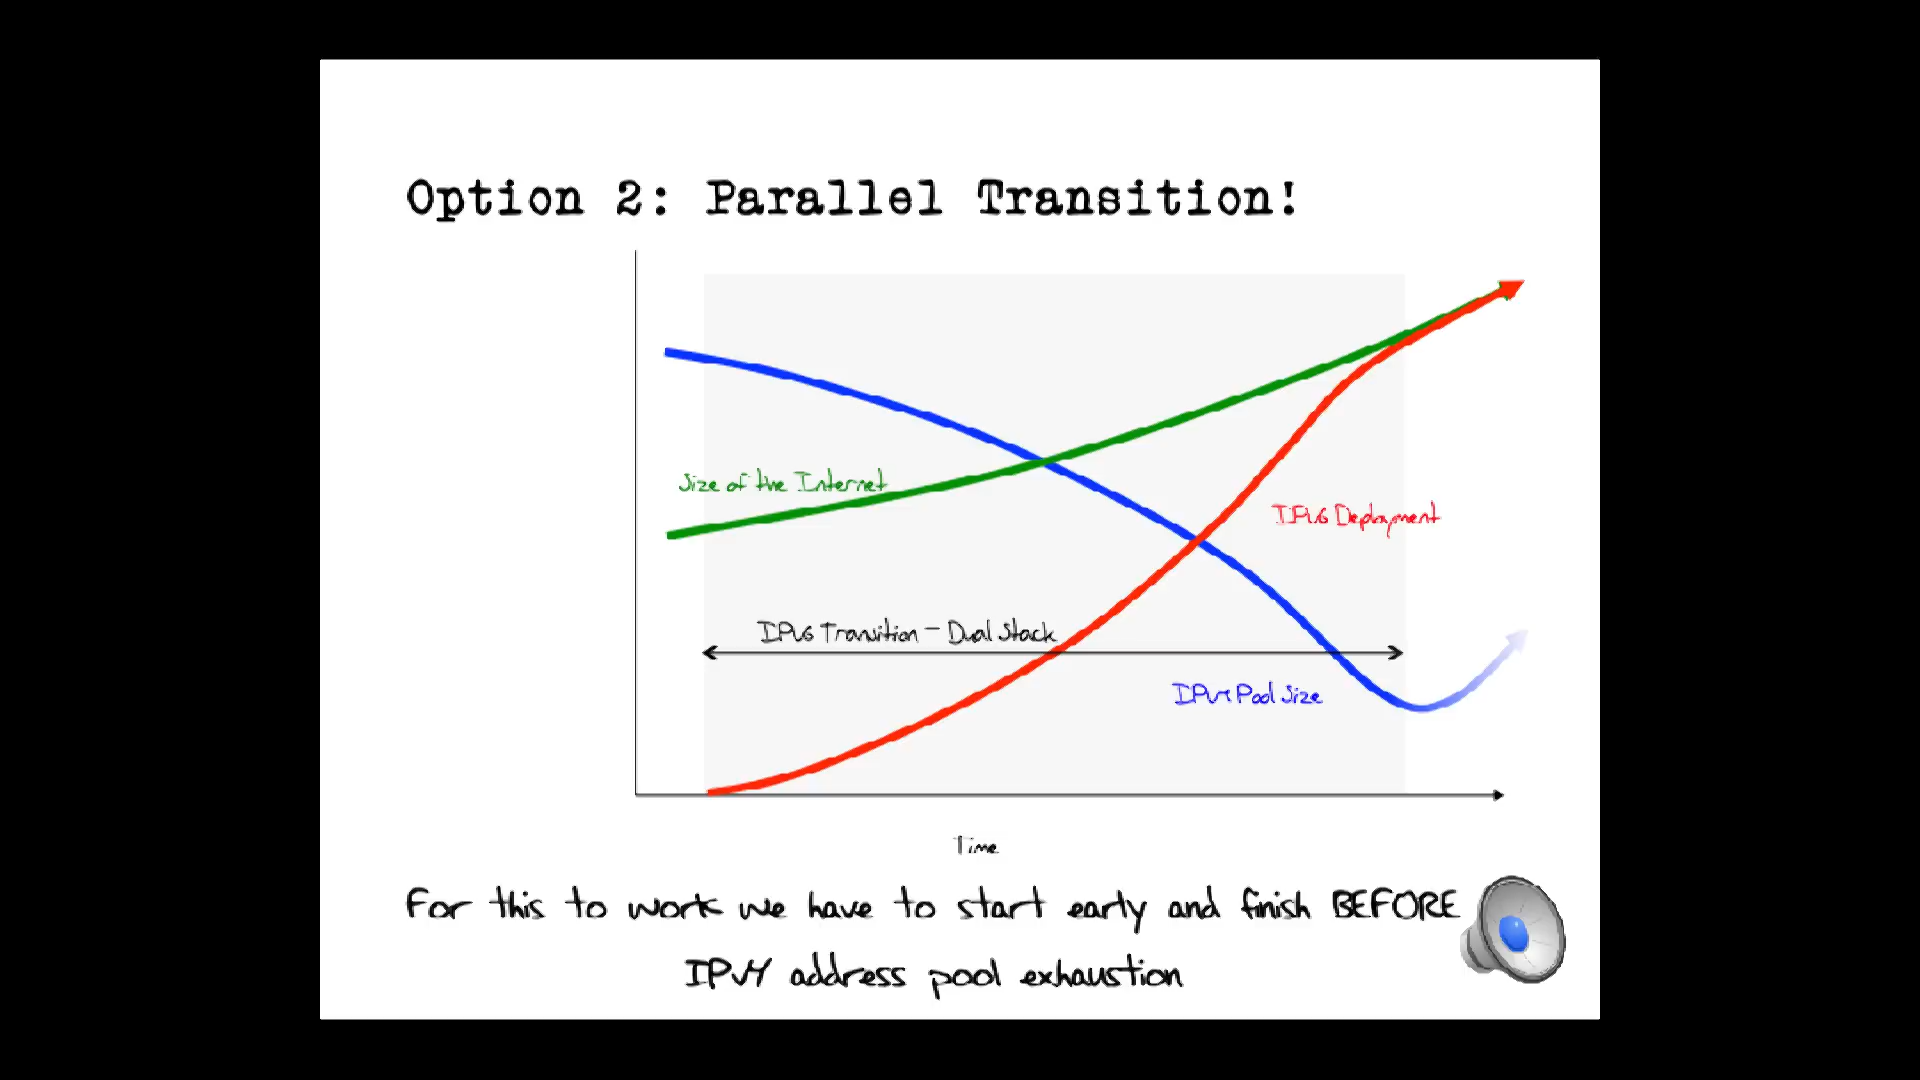 Option 2: Parallel Transition!
Size of the Internet
IPv6 Deployment
IPv6 Transition - Dual Stack
IPv4 Pool Size
Time
For this to work we have to start early and finish BEFORE
IPv4 address pool exhaustion